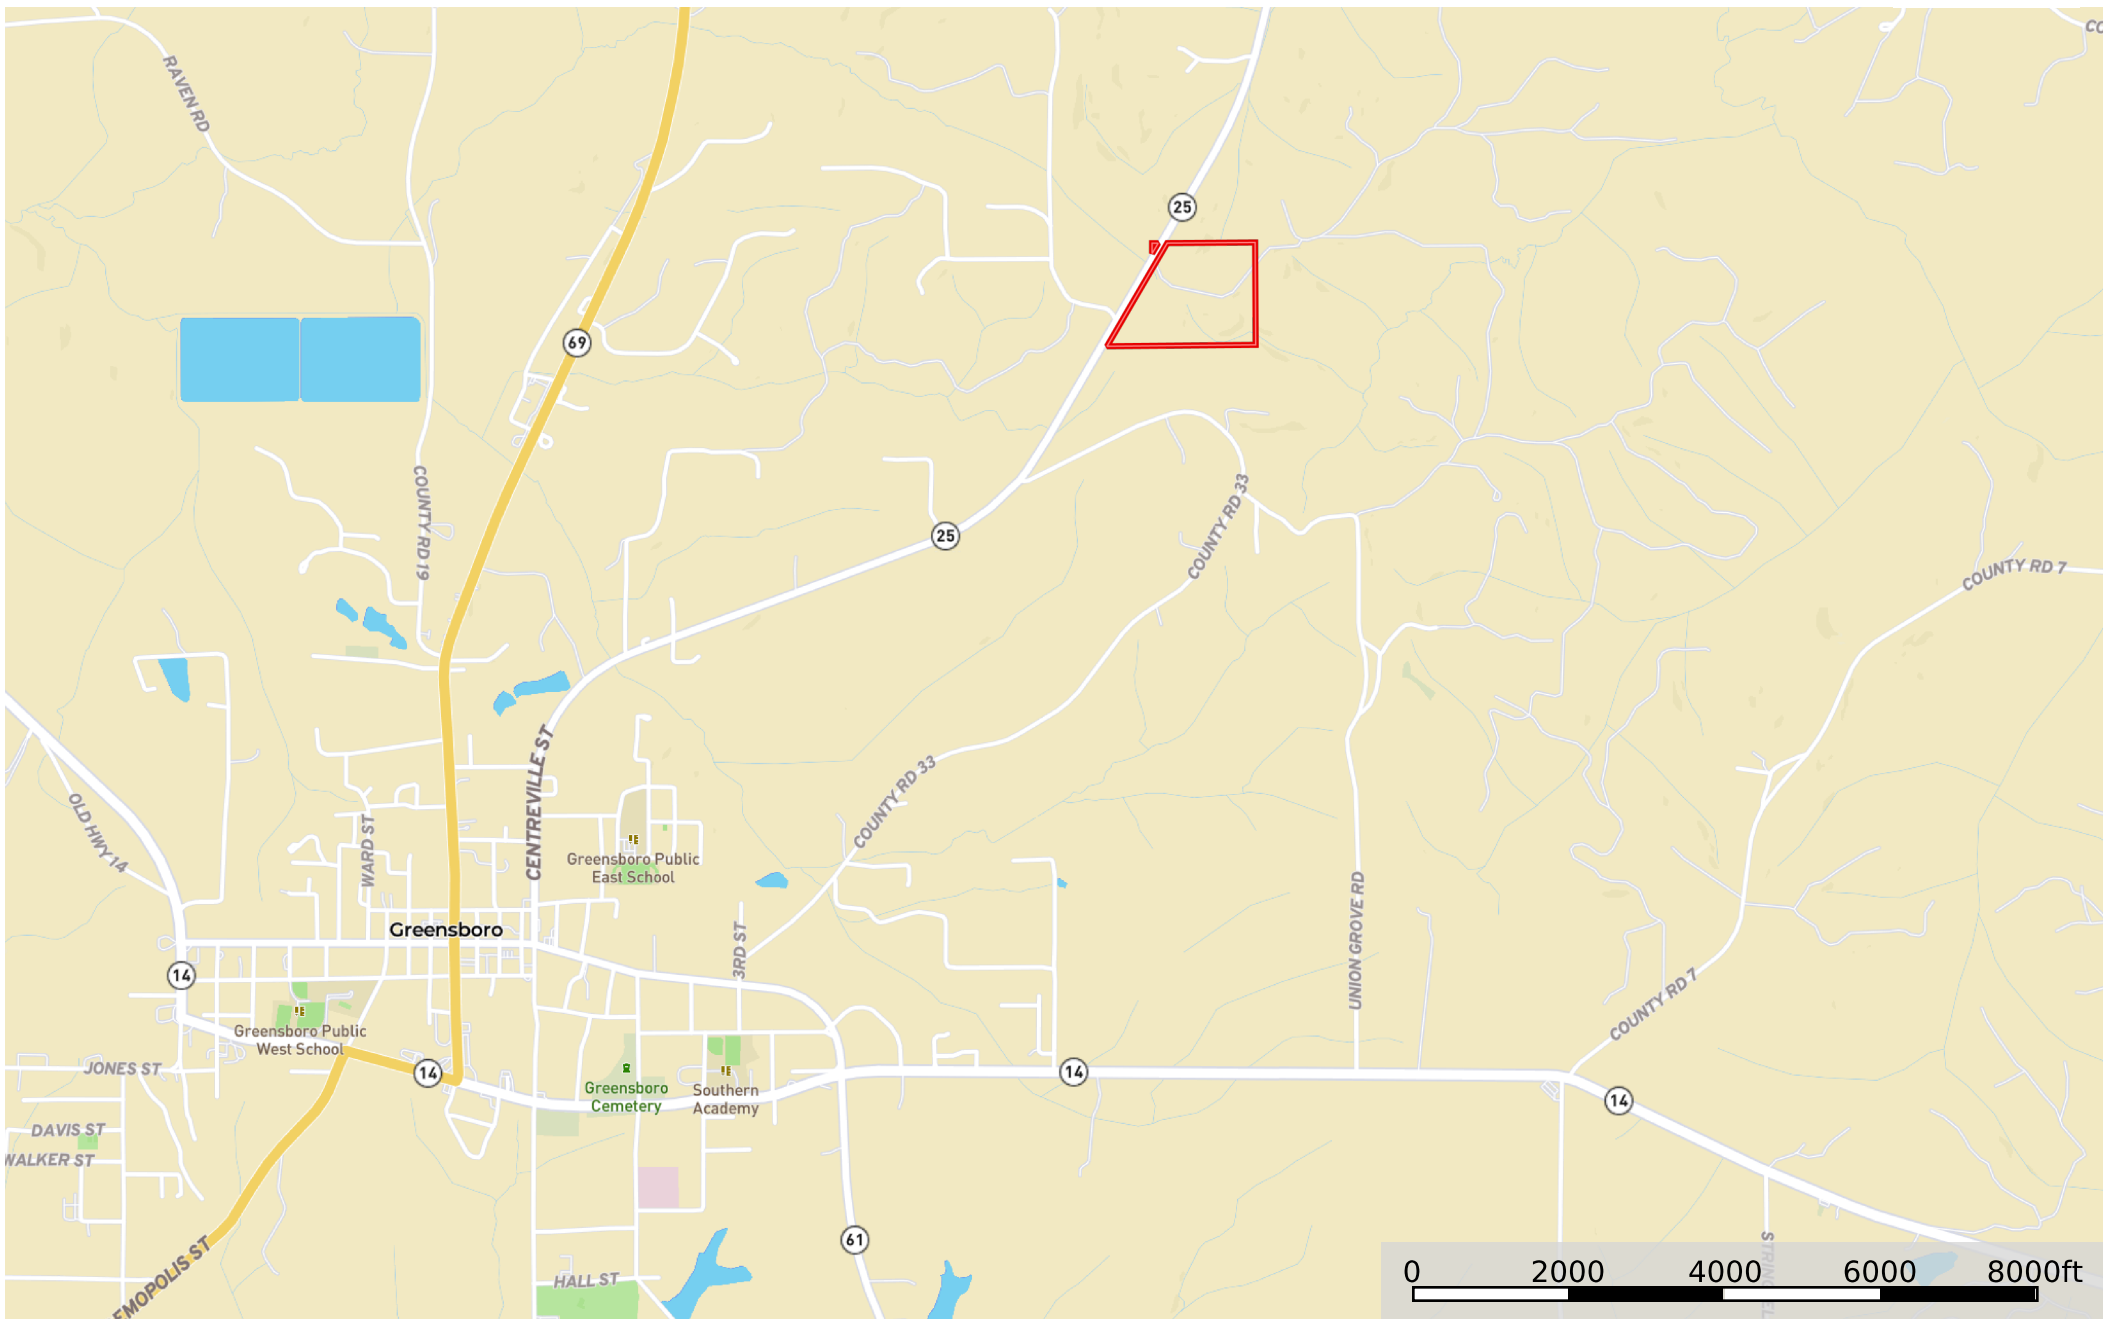 CO
RAVEN RD
25
69
COUNTY RD 19
COUNTY RD 33
25
COUNTY RD 7
CENTREVILLE ST
OLD HWY 14
WARD ST
COUNTY RD 33
Greensboro Public
East School
UNION GROVE RD
Greensboro
3RD ST
14
COUNTY RD 7
Greensboro Public
West School
JONES ST
14
Greensboro
Cemetery
Southern
Academy
14
14
DAVIS ST
WALKER ST
61
EMOPOLIS ST
HALL ST
0 2000 4000 6000 8000ft